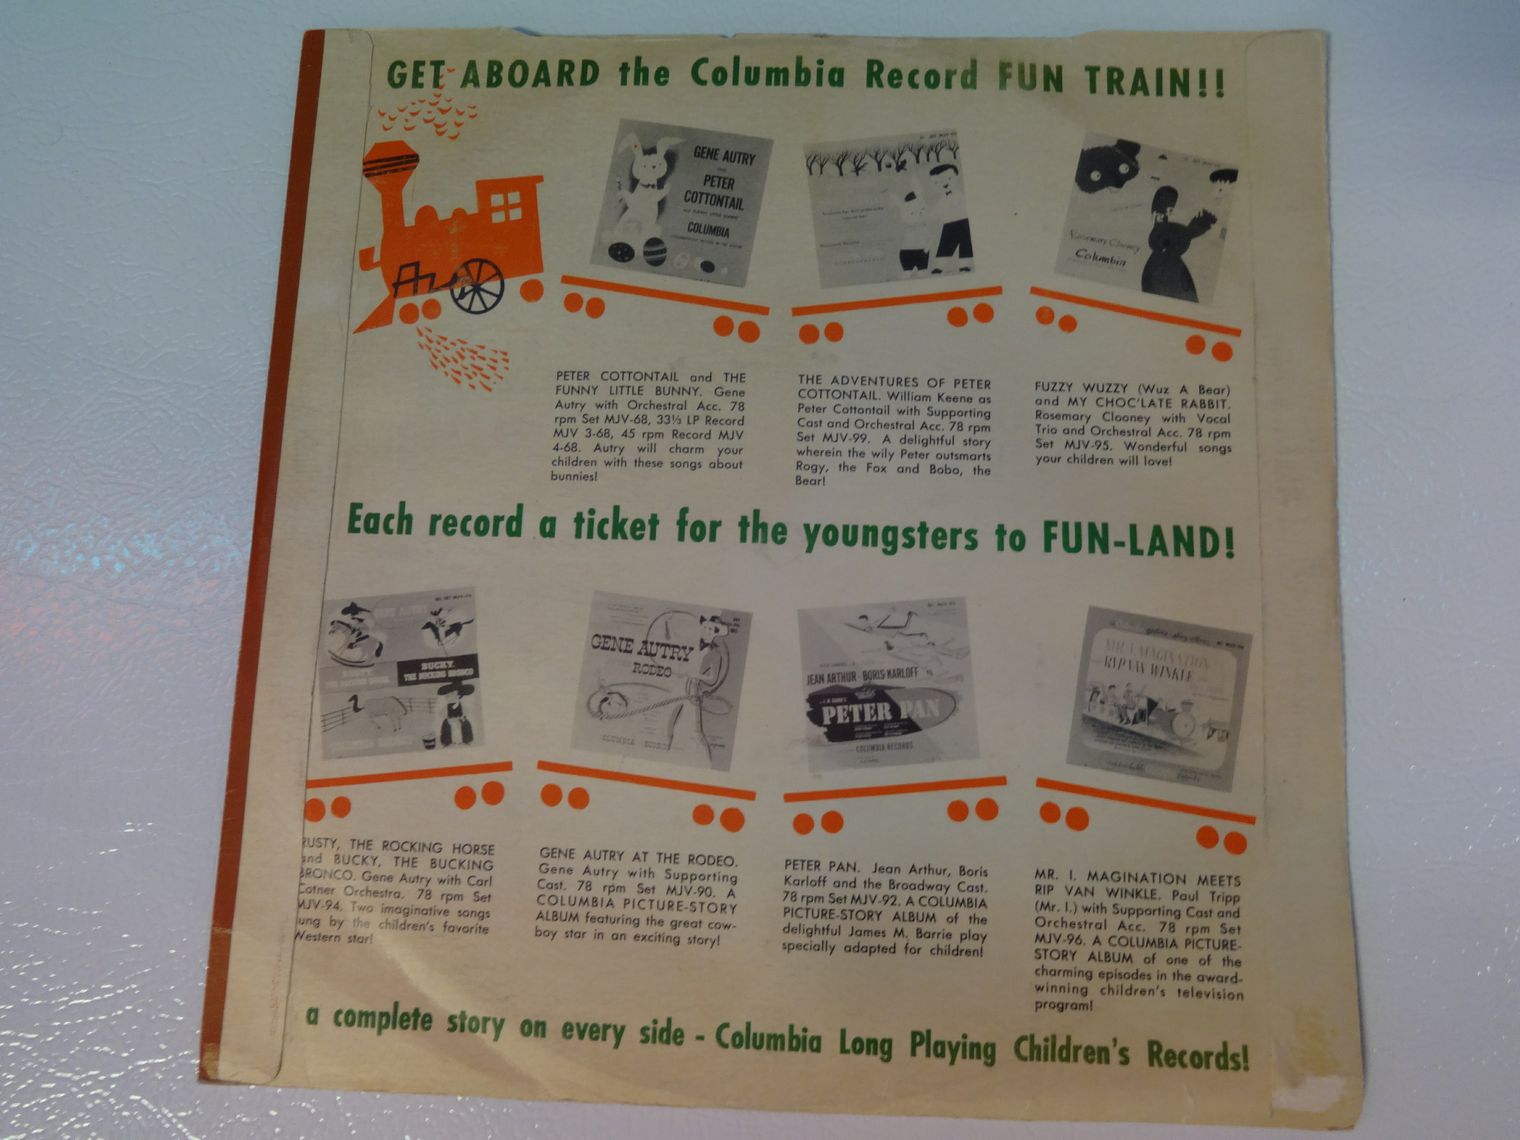 GET ABOARD the Columbia Record FUN TRAIN!!
GENE AUTRY
PETER
COTTONTAIL
COLUMBIA
Rosemary Clooney
Columbia
PETER COTTONTAIL and THE
FUNNY LITTLE BUNNY. Gene
Autry with Orchestral Acc. 78
rpm Set MJV-68, 33⅓ LP Record
MJV 3-68, 45 rpm Record MJV
4-68. Autry will charm your
children with these songs about
bunnies!
THE ADVENTURES OF PETER
COTTONTAIL. William Keene as
Peter Cottontail with Supporting
Cast and Orchestral Acc. 78 rpm
Set MJV-99. A delightful story
wherein the wily Peter outsmarts
Rogy, the Fox and Bobo, the
Bear!
FUZZY WUZZY (Wuz A Bear)
and MY CHOC'LATE RABBIT.
Rosemary Clooney with Vocal
Trio and Orchestral Acc. 78 rpm
Set MJV-95. Wonderful songs
your children will love!
Each record a ticket for the youngsters to FUN-LAND!
GENE AUTRY
BUCKY,
THE BUCKING BRONCO
GENE AUTRY
RODEO
JEAN ARTHUR · BORIS KARLOFF
PETER PAN
COLUMBIA RECORDS
MR. I. MAGINATION
RIP VAN WINKLE
RUSTY, THE ROCKING HORSE
and BUCKY, THE BUCKING
BRONCO. Gene Autry with Carl
Cotner Orchestra. 78 rpm Set
MJV-94. Two imaginative songs
ung by the children's favorite
Western star!
GENE AUTRY AT THE RODEO.
Gene Autry with Supporting
Cast. 78 rpm Set MJV-90. A
COLUMBIA PICTURE-STORY
ALBUM featuring the great cow-
boy star in an exciting story!
PETER PAN. Jean Arthur, Boris
Karloff and the Broadway Cast.
78 rpm Set MJV-92. A COLUMBIA
PICTURE-STORY ALBUM of the
delightful James M. Barrie play
specially adapted for children!
MR. I. MAGINATION MEETS
RIP VAN WINKLE. Paul Tripp
(Mr. I.) with Supporting Cast and
Orchestral Acc. 78 rpm Set
MJV-96. A COLUMBIA PICTURE-
STORY ALBUM of one of the
charming episodes in the award-
winning children's television
program!
a complete story on every side - Columbia Long Playing Children's Records!